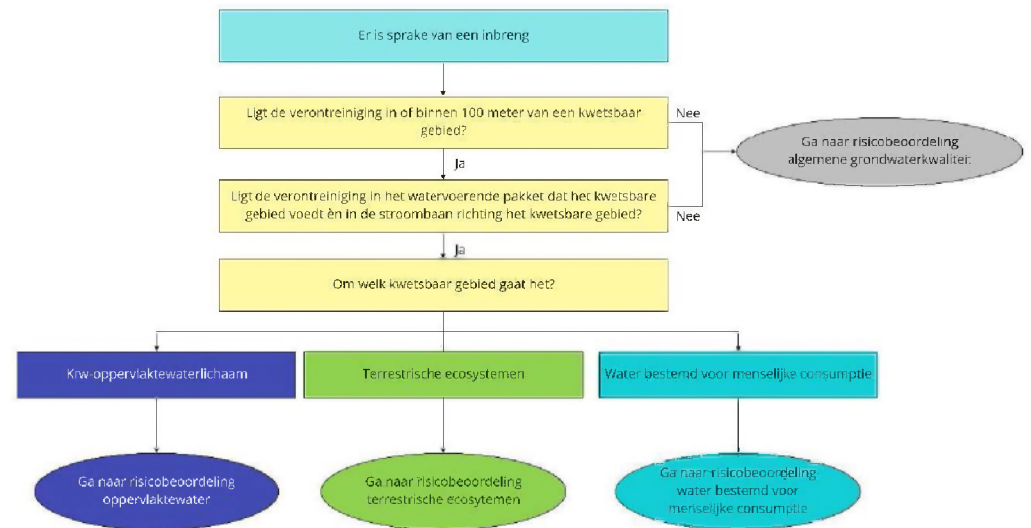 Er is sprake van een inbreng
Ligt de verontreiniging in of binnen 100 meter van een kwetsbaar
gebied?
Nee
Ga naar risicobeoordeling
algemene grondwaterkwaliteit.
Ja
Ligt de verontreiniging in het watervoerende pakket dat het kwetsbare
gebied voedt èn in de stroombaan richting het kwetsbare gebied?
Nee
Ja
Om welk kwetsbaar gebied gaat het?
Krw-oppervlaktewaterlichaam
Terrestrische ecosystemen
Water bestemd voor menselijke consumptie
Ga naar risicobeoordeling
oppervlaktewater
Ga naar risicobeoordeling
terrestrische ecosytemen
Ga naar risicobeoordeling
water bestemd voor
menselijke consumptie